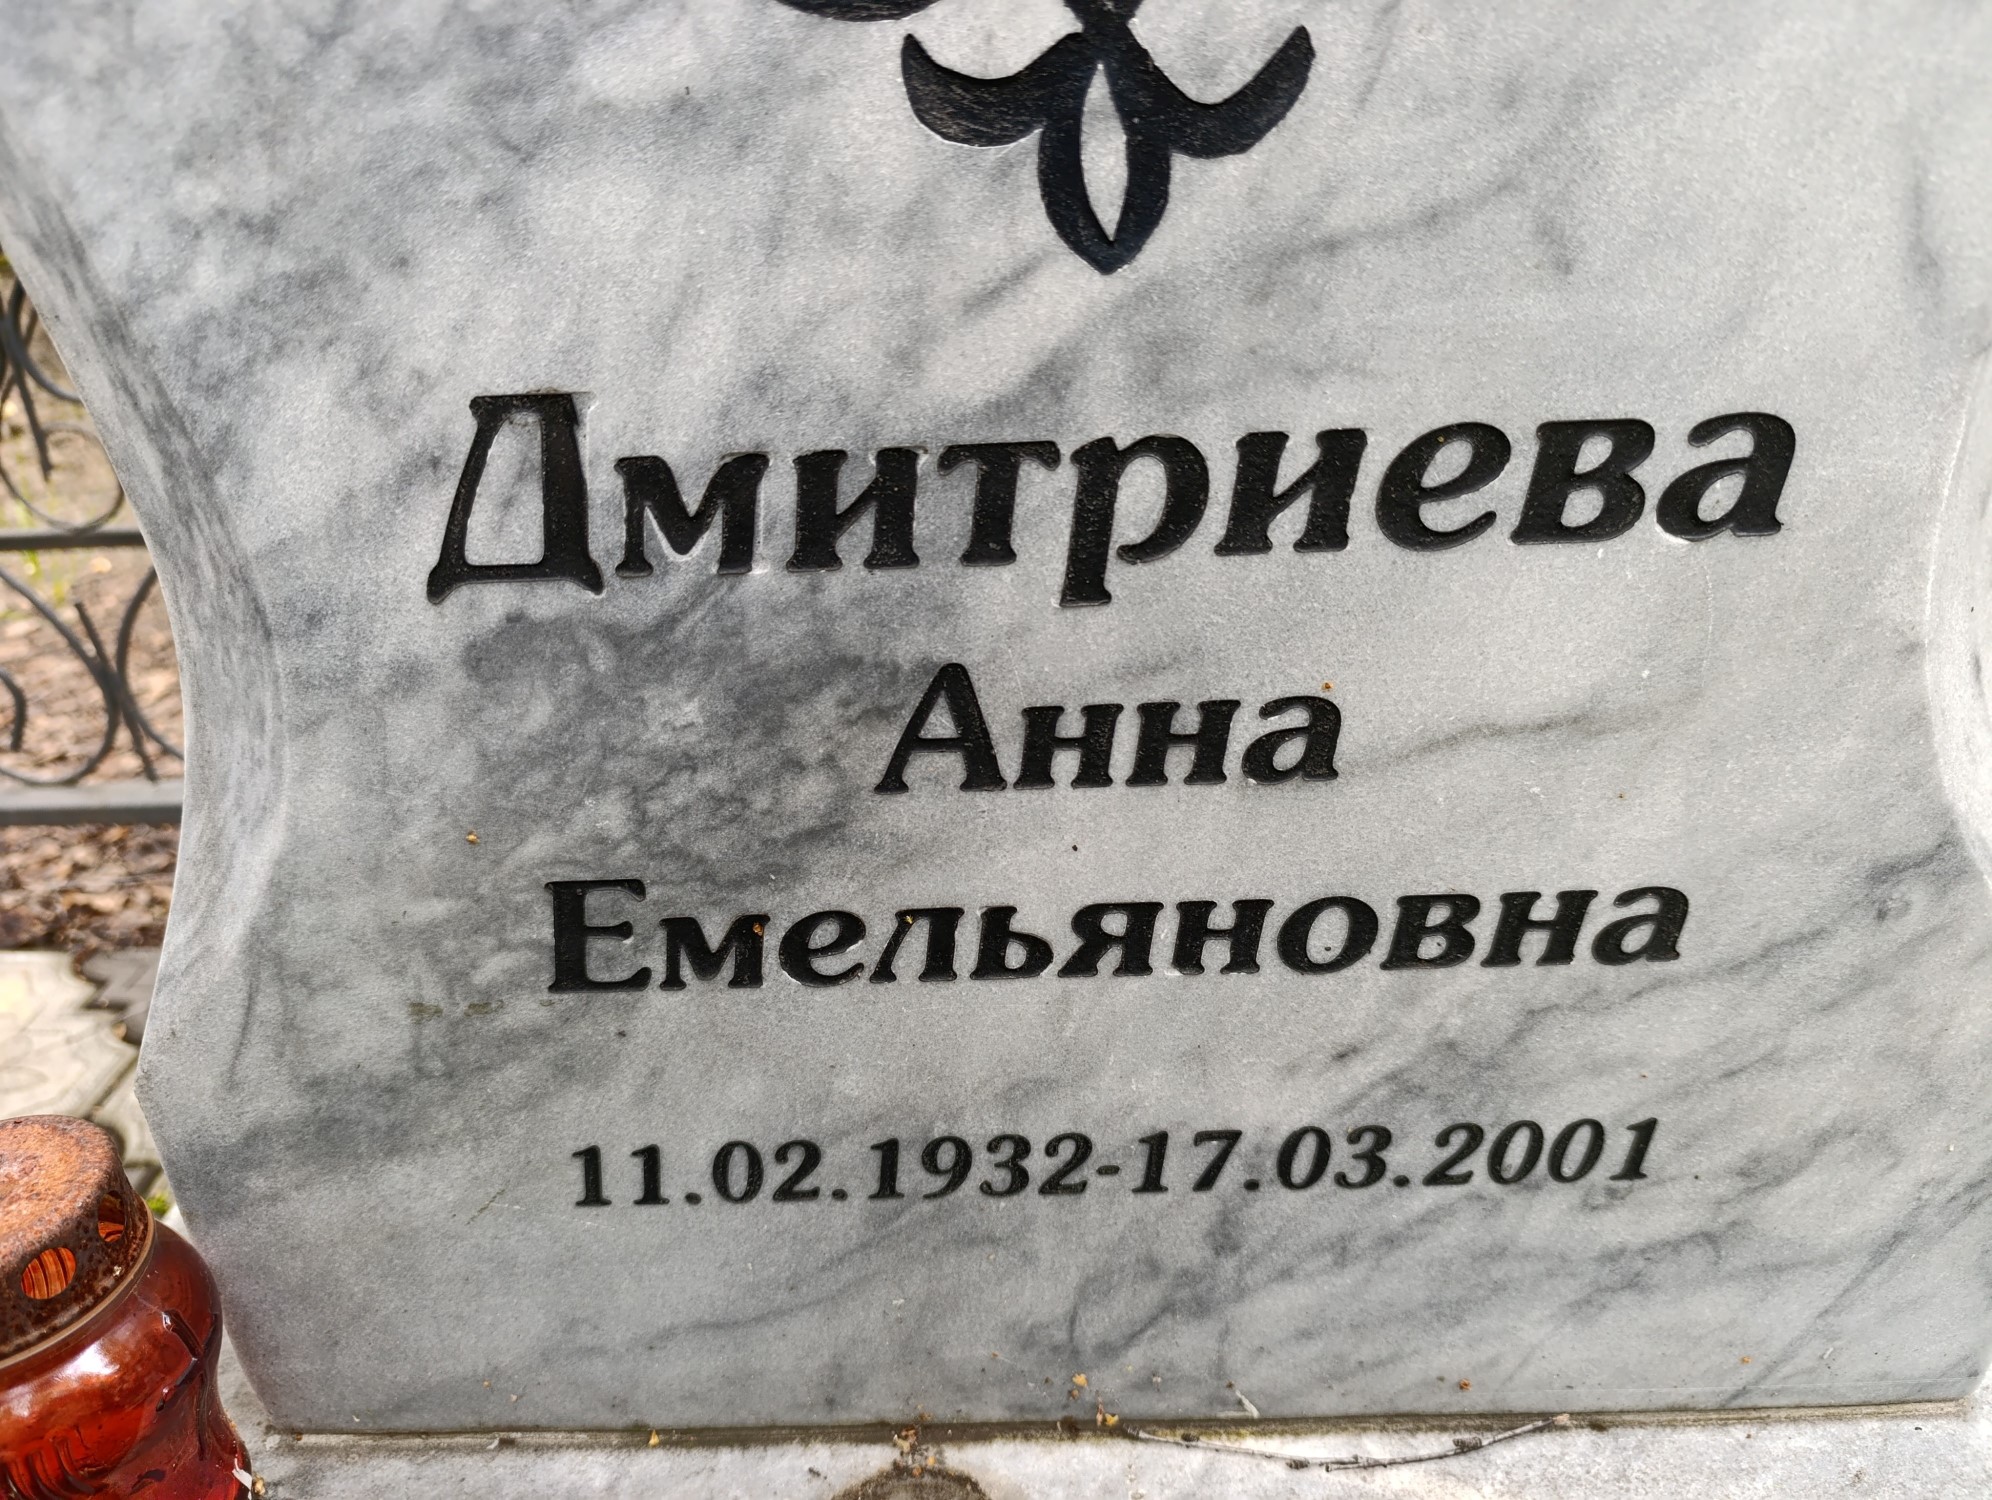 Дмитриева
Анна
Емельяновна
11.02.1932-17.03.2001